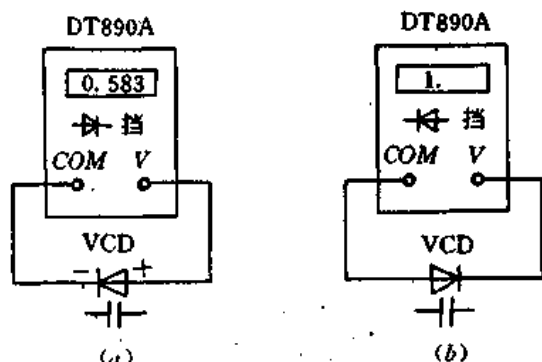 DT890A
0.583
挡
COM V
VCD
- +
(a)
DT890A
1.
挡
COM V
VCD
(b)